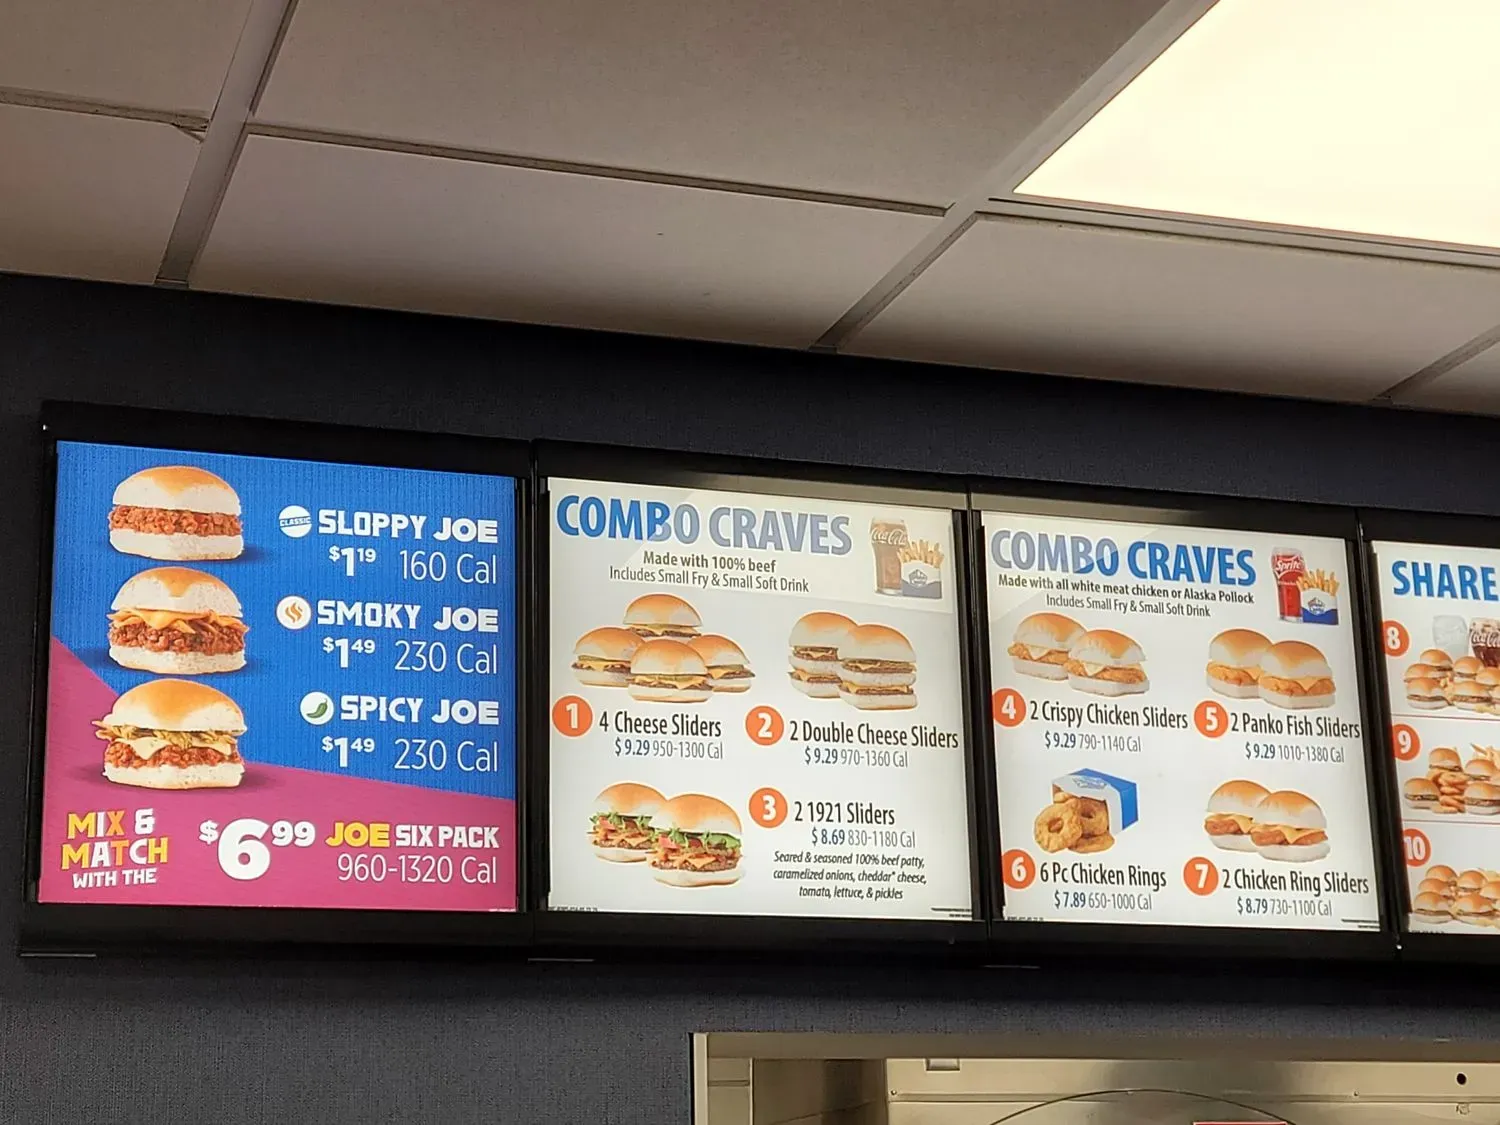 CLASSIC SLOPPY JOE
$1 19 160 Cal
SMOKY JOE
$1 49 230 Cal
SPICY JOE
$1 49 230 Cal
MIX &
MATCH
WITH THE
$6 99 JOE SIX PACK
960-1320 Cal
COMBO CRAVES
Made with 100% beef
Includes Small Fry & Small Soft Drink
Coca-Cola
1 4 Cheese Sliders
$9.29 950-1300 Cal
2 2 Double Cheese Sliders
$9.29 970-1360 Cal
3 2 1921 Sliders
$8.69 830-1180 Cal
Seared & seasoned 100% beef patty,
caramelized onions, cheddar* cheese,
tomato, lettuce, & pickles
COMBO CRAVES
Made with all white meat chicken or Alaska Pollock
Includes Small Fry & Small Soft Drink
Sprite
4 2 Crispy Chicken Sliders
$9.29 790-1140 Cal
5 2 Panko Fish Sliders
$9.29 1010-1380 Cal
6 6 Pc Chicken Rings
$7.89 650-1000 Cal
7 2 Chicken Ring Sliders
$8.79 730-1100 Cal
SHARE
8
Coca-Cola
9
10